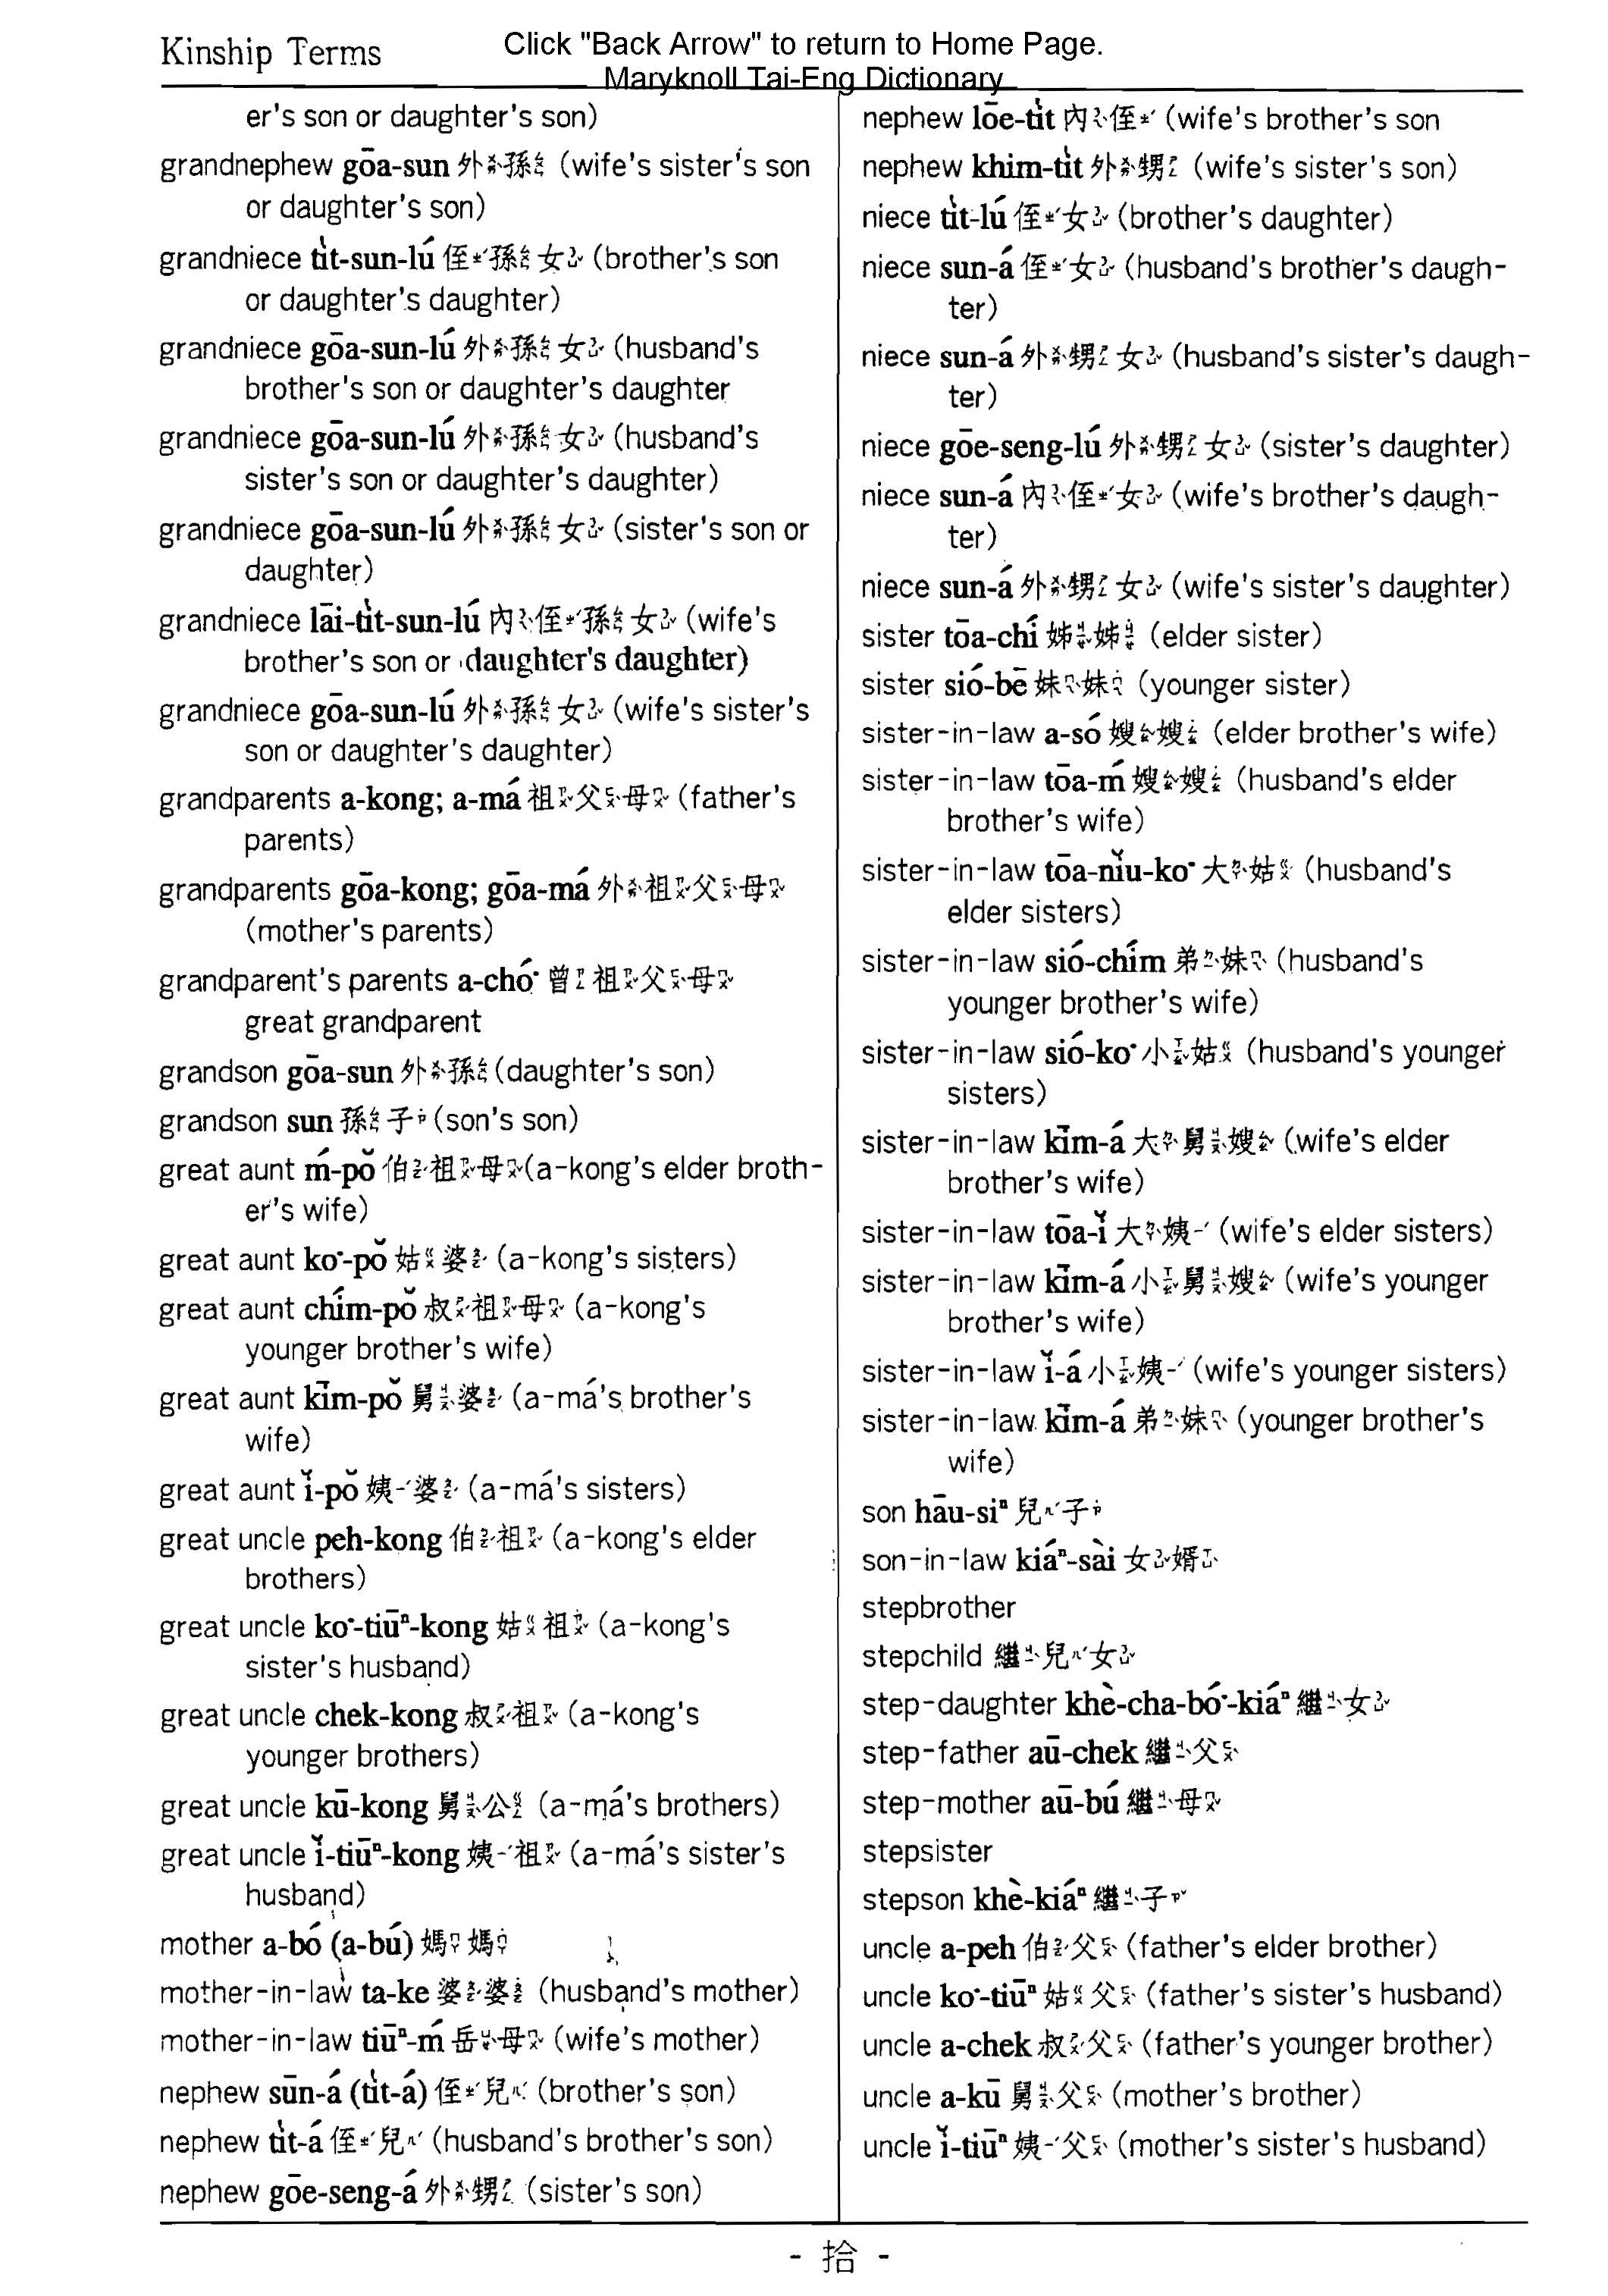 Kinship Terms
Click "Back Arrow" to return to Home Page.
Maryknoll Tai-Eng Dictionary
er's son or daughter's son)
grandnephew gōa-sun 外孫 (wife's sister's son
or daughter's son)
grandniece ti̍t-sun-lú 侄孫女 (brother's son
or daughter's daughter)
grandniece gōa-sun-lú 外孫女 (husband's
brother's son or daughter's daughter
grandniece gōa-sun-lú 外孫女 (husband's
sister's son or daughter's daughter)
grandniece gōa-sun-lú 外孫女 (sister's son or
daughter)
grandniece lāi-ti̍t-sun-lú 內侄孫女 (wife's
brother's son or daughter's daughter)
grandniece gōa-sun-lú 外孫女 (wife's sister's
son or daughter's daughter)
grandparents a-kong; a-má 祖父母 (father's
parents)
grandparents gōa-kong; gōa-má 外祖父母
(mother's parents)
grandparent's parents a-chó͘ 曾祖父母
great grandparent
grandson gōa-sun 外孫 (daughter's son)
grandson sun 孫子 (son's son)
great aunt ḿ-pŏ 伯祖母 (a-kong's elder broth-
er's wife)
great aunt ko͘-pŏ 姑婆 (a-kong's sisters)
great aunt chím-pŏ 叔祖母 (a-kong's
younger brother's wife)
great aunt kīm-pŏ 舅婆 (a-má's brother's
wife)
great aunt ĭ-pŏ 姨婆 (a-má's sisters)
great uncle peh-kong 伯祖 (a-kong's elder
brothers)
great uncle ko͘-tiūⁿ-kong 姑祖 (a-kong's
sister's husband)
great uncle chek-kong 叔祖 (a-kong's
younger brothers)
great uncle kū-kong 舅公 (a-má's brothers)
great uncle ĭ-tiūⁿ-kong 姨祖 (a-má's sister's
husband)
mother a-bó (a-bú) 媽媽
mother-in-law ta-ke 婆婆 (husband's mother)
mother-in-law tiūⁿ-ḿ 岳母 (wife's mother)
nephew sūn-á (ti̍t-á) 侄兒 (brother's son)
nephew ti̍t-á 侄兒 (husband's brother's son)
nephew gōe-seng-á 外甥 (sister's son)
nephew lōe-ti̍t 內侄 (wife's brother's son
nephew khim-ti̍t 外甥 (wife's sister's son)
niece ti̍t-lú 侄女 (brother's daughter)
niece sun-á 侄女 (husband's brother's daugh-
ter)
niece sun-á 外甥女 (husband's sister's daugh-
ter)
niece gōe-seng-lú 外甥女 (sister's daughter)
niece sun-á 內侄女 (wife's brother's daugh-
ter)
niece sun-á 外甥女 (wife's sister's daughter)
sister tōa-chí 姊姊 (elder sister)
sister sió-bē 妹妹 (younger sister)
sister-in-law a-só 嫂嫂 (elder brother's wife)
sister-in-law tōa-ḿ 嫂嫂 (husband's elder
brother's wife)
sister-in-law tōa-nĭu-ko͘ 大姑 (husband's
elder sisters)
sister-in-law sió-chím 弟妹 (husband's
younger brother's wife)
sister-in-law sió-ko͘ 小姑 (husband's younger
sisters)
sister-in-law kīm-á 大舅嫂 (wife's elder
brother's wife)
sister-in-law tōa-ĭ 大姨 (wife's elder sisters)
sister-in-law kīm-á 小舅嫂 (wife's younger
brother's wife)
sister-in-law ĭ-á 小姨 (wife's younger sisters)
sister-in-law kīm-á 弟妹 (younger brother's
wife)
son hāu-siⁿ 兒子
son-in-law kiáⁿ-sài 女婿
stepbrother
stepchild 繼兒女
step-daughter khè-cha-bó͘-kiáⁿ 繼女
step-father aū-chek 繼父
step-mother aū-bú 繼母
stepsister
stepson khè-kiáⁿ 繼子
uncle a-peh 伯父 (father's elder brother)
uncle ko͘-tiūⁿ 姑父 (father's sister's husband)
uncle a-chek 叔父 (father's younger brother)
uncle a-kū 舅父 (mother's brother)
uncle ĭ-tiūⁿ 姨父 (mother's sister's husband)
- 拾 -